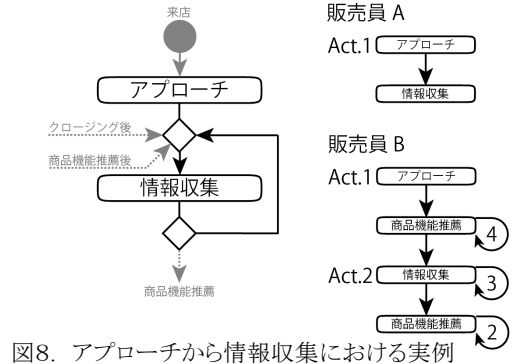 来店
アプローチ
クロージング後
商品機能推薦後
情報収集
商品機能推薦
販売員 A
Act.1 アプローチ
情報収集
販売員 B
Act.1 アプローチ
商品機能推薦 4
Act.2 情報収集 3
商品機能推薦 2
図8. アプローチから情報収集における実例